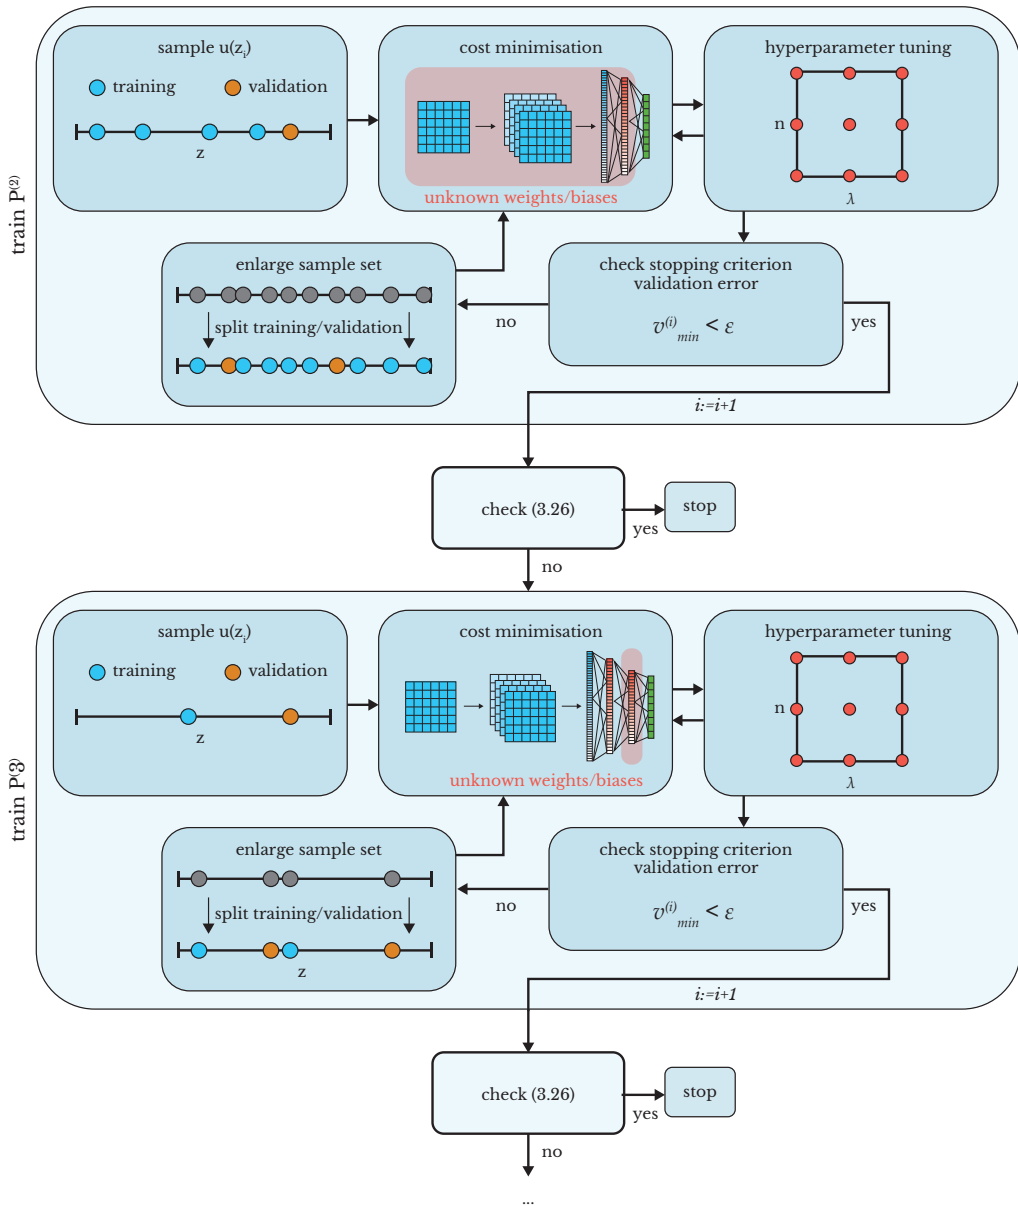 train P⁽²⁾
sample u(zᵢ)
training
validation
z
cost minimisation
unknown weights/biases
hyperparameter tuning
n
λ
enlarge sample set
split training/validation
no
check stopping criterion
validation error
v⁽ⁱ⁾ₘᵢₙ < ε
yes
i:=i+1
check (3.26)
yes
stop
no
train P⁽³⁾
sample u(zᵢ)
training
validation
z
cost minimisation
unknown weights/biases
hyperparameter tuning
n
λ
enlarge sample set
split training/validation
z
no
check stopping criterion
validation error
v⁽ⁱ⁾ₘᵢₙ < ε
yes
i:=i+1
check (3.26)
yes
stop
no
...